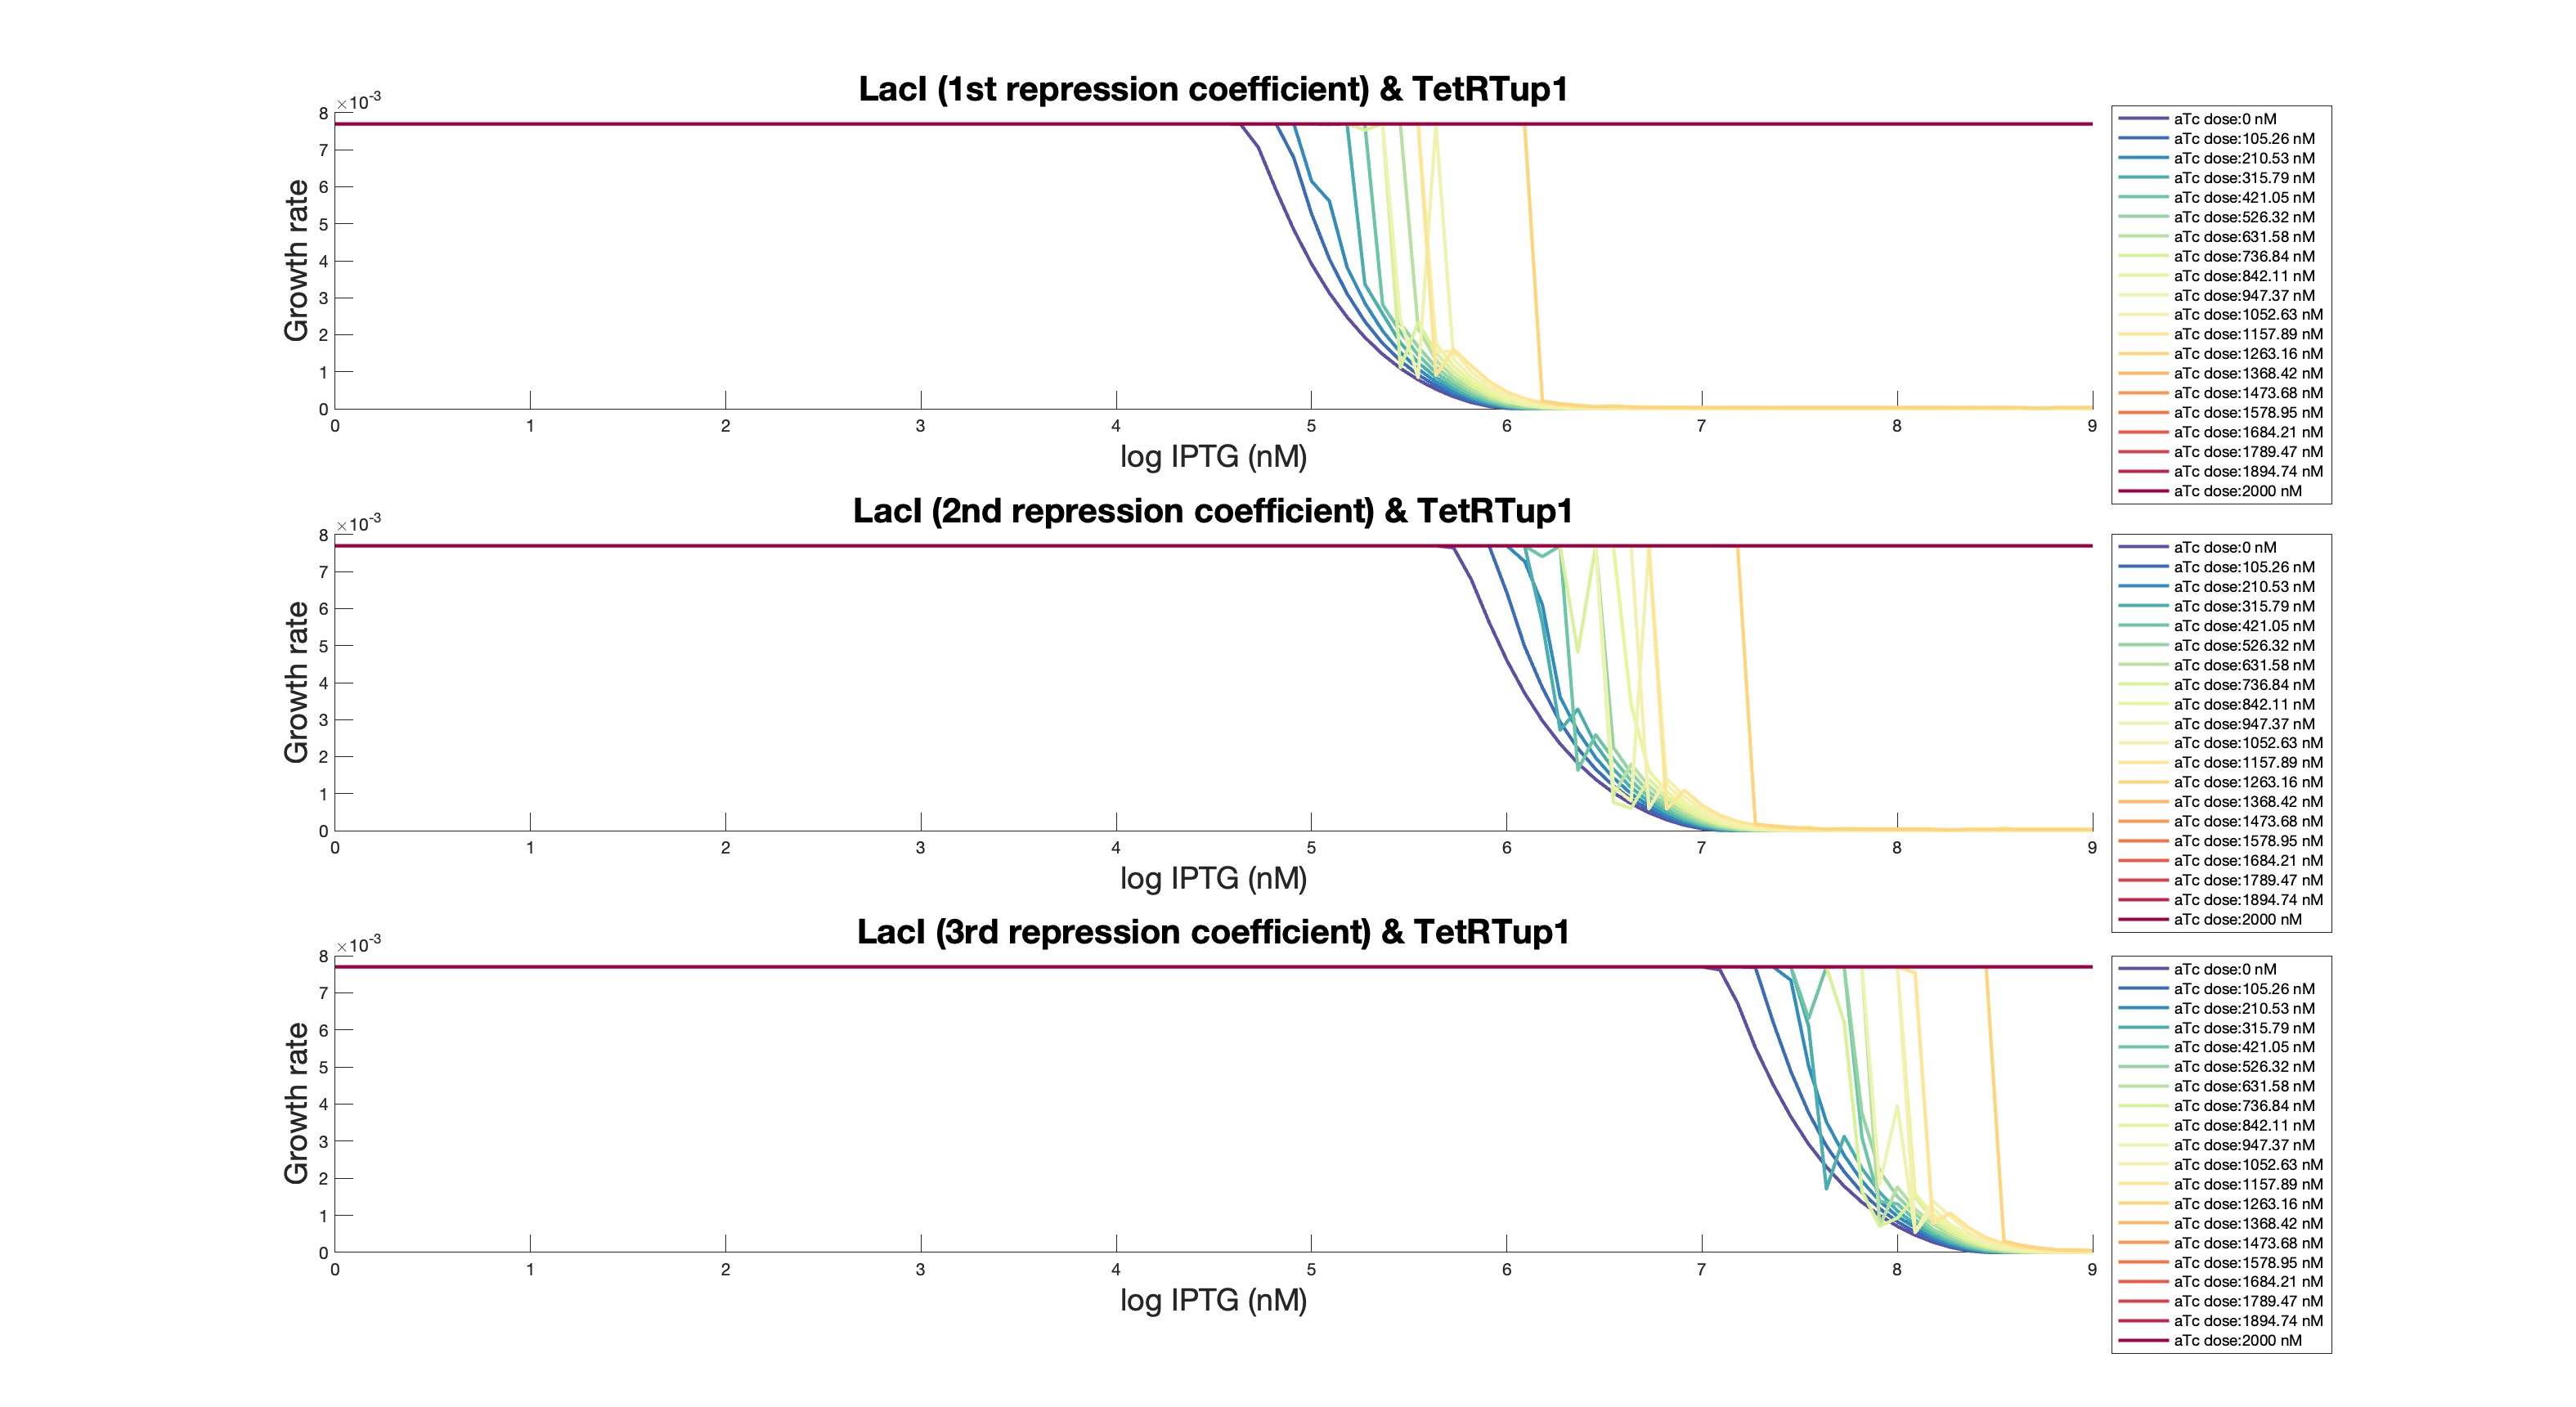 LacI (1st repression coefficient) & TetRTup1
×10-3
8
7
6
5
4
3
2
1
0
Growth rate
0 1 2 3 4 5 6 7 8 9
log IPTG (nM)
aTc dose:0 nM
aTc dose:105.26 nM
aTc dose:210.53 nM
aTc dose:315.79 nM
aTc dose:421.05 nM
aTc dose:526.32 nM
aTc dose:631.58 nM
aTc dose:736.84 nM
aTc dose:842.11 nM
aTc dose:947.37 nM
aTc dose:1052.63 nM
aTc dose:1157.89 nM
aTc dose:1263.16 nM
aTc dose:1368.42 nM
aTc dose:1473.68 nM
aTc dose:1578.95 nM
aTc dose:1684.21 nM
aTc dose:1789.47 nM
aTc dose:1894.74 nM
aTc dose:2000 nM
LacI (2nd repression coefficient) & TetRTup1
×10-3
8
7
6
5
4
3
2
1
0
Growth rate
0 1 2 3 4 5 6 7 8 9
log IPTG (nM)
aTc dose:0 nM
aTc dose:105.26 nM
aTc dose:210.53 nM
aTc dose:315.79 nM
aTc dose:421.05 nM
aTc dose:526.32 nM
aTc dose:631.58 nM
aTc dose:736.84 nM
aTc dose:842.11 nM
aTc dose:947.37 nM
aTc dose:1052.63 nM
aTc dose:1157.89 nM
aTc dose:1263.16 nM
aTc dose:1368.42 nM
aTc dose:1473.68 nM
aTc dose:1578.95 nM
aTc dose:1684.21 nM
aTc dose:1789.47 nM
aTc dose:1894.74 nM
aTc dose:2000 nM
LacI (3rd repression coefficient) & TetRTup1
×10-3
8
7
6
5
4
3
2
1
0
Growth rate
0 1 2 3 4 5 6 7 8 9
log IPTG (nM)
aTc dose:0 nM
aTc dose:105.26 nM
aTc dose:210.53 nM
aTc dose:315.79 nM
aTc dose:421.05 nM
aTc dose:526.32 nM
aTc dose:631.58 nM
aTc dose:736.84 nM
aTc dose:842.11 nM
aTc dose:947.37 nM
aTc dose:1052.63 nM
aTc dose:1157.89 nM
aTc dose:1263.16 nM
aTc dose:1368.42 nM
aTc dose:1473.68 nM
aTc dose:1578.95 nM
aTc dose:1684.21 nM
aTc dose:1789.47 nM
aTc dose:1894.74 nM
aTc dose:2000 nM